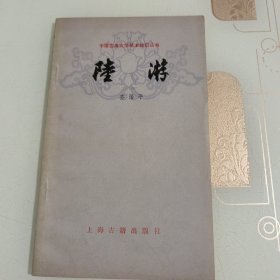 中国古典文学基本知识丛书
陸游
上海古籍出版社